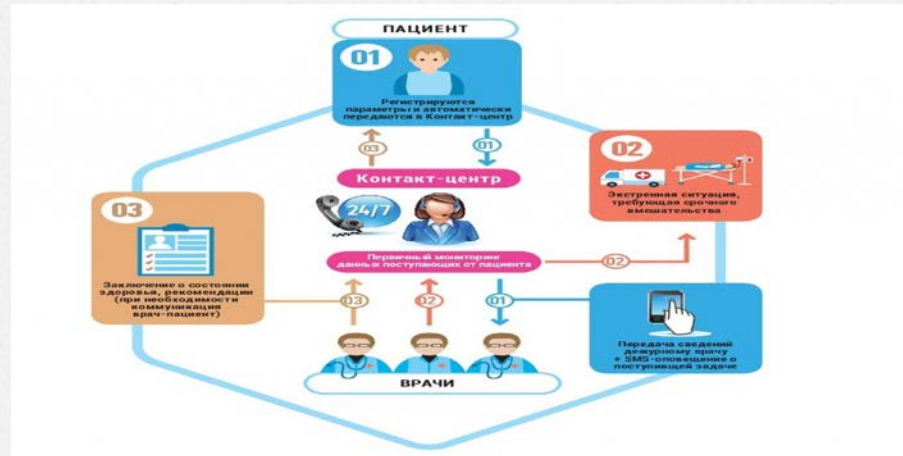 ПАЦИЕНТ
01
Регистрируются
параметры и автоматически
передаются в Контакт-центр
03
01
Контакт-центр
24/7
02
Экстренная ситуация,
требующая срочного
вмешательства
03
Заключение о состоянии
здоровья, рекомендации
(при необходимости
коммуникация
врач-пациент)
Первичный мониторинг
данных поступающих от пациента
02
03
02
01
Передача сведений
дежурному врачу
+ SMS-оповещение о
поступившей задаче
ВРАЧИ